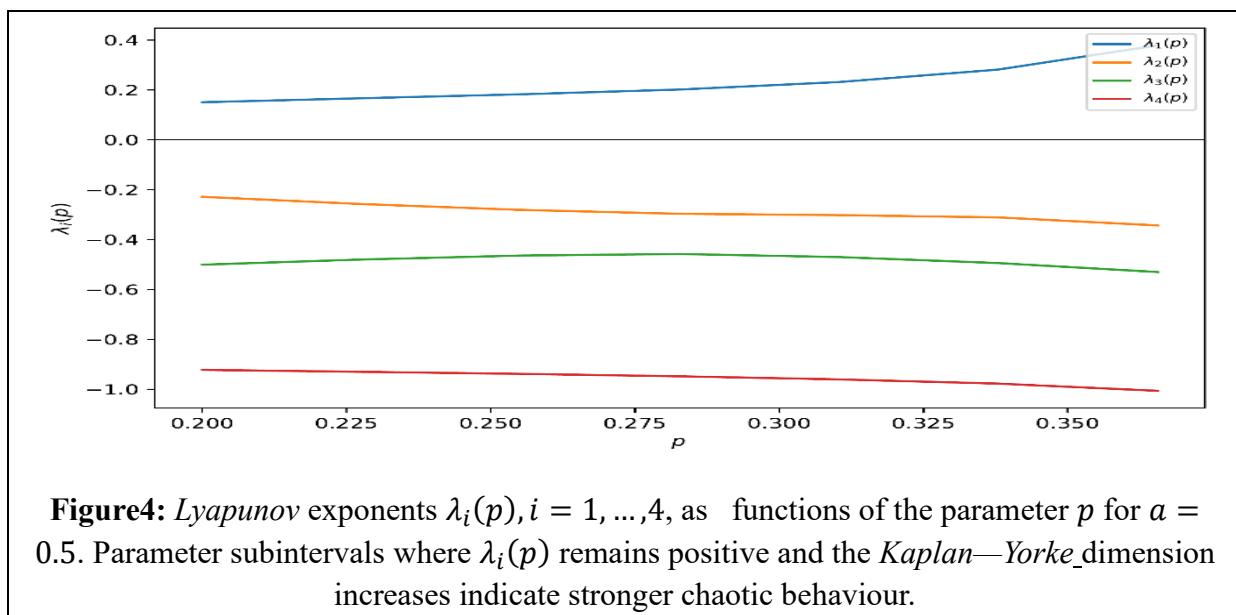 0.4
0.2
0.0
−0.2
−0.4
−0.6
−0.8
−1.0
λᵢ(p)
λ₁(p)
λ₂(p)
λ₃(p)
λ₄(p)
0.200 0.225 0.250 0.275 0.300 0.325 0.350
p
Figure4: Lyapunov exponents λᵢ(p), i = 1, … ,4, as functions of the parameter p for a =
0.5. Parameter subintervals where λᵢ(p) remains positive and the Kaplan—Yorke_dimension
increases indicate stronger chaotic behaviour.